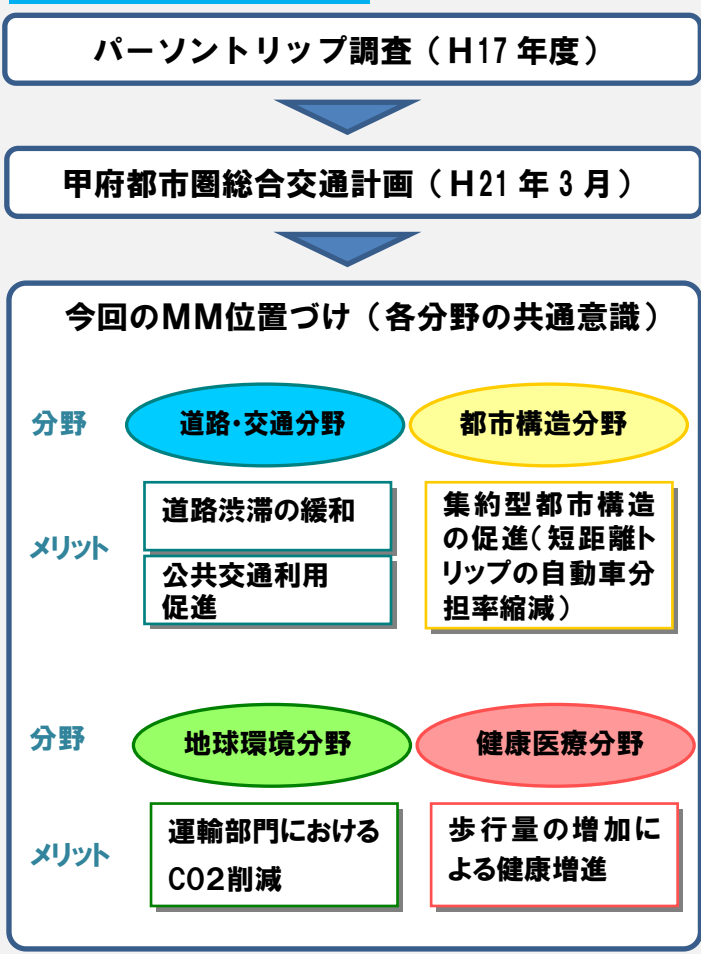 パーソントリップ調査（H17年度）
甲府都市圏総合交通計画（H21年3月）
今回のMM位置づけ（各分野の共通意識）
分野
道路･交通分野
都市構造分野
メリット
道路渋滞の緩和
公共交通利用
促進
集約型都市構造
の促進（短距離ト
リップの自動車分
担率縮減）
分野
地球環境分野
健康医療分野
メリット
運輸部門における
CO2削減
歩行量の増加に
よる健康増進